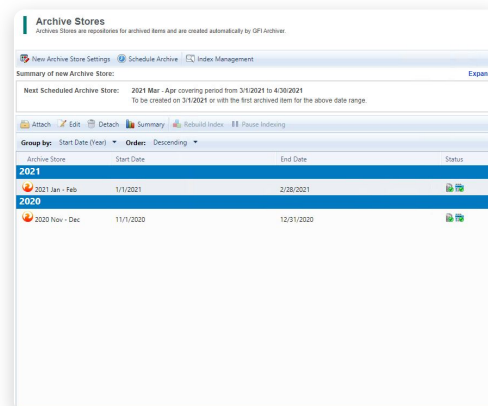 Archive Stores
Archives Stores are repositories for archived items and are created automatically by GFI Archiver.
New Archive Store Settings Schedule Archive Index Management
Summary of new Archive Store: Expan
Next Scheduled Archive Store: 2021 Mar - Apr covering period from 3/1/2021 to 4/30/2021
To be created on 3/1/2021 or with the first archived item for the above date range.
Attach Edit Detach Summary Rebuild Index Pause Indexing
Group by: Start Date (Year) Order: Descending
Archive Store Start Date End Date Status
2021
2021 Jan - Feb 1/1/2021 2/28/2021
2020
2020 Nov - Dec 11/1/2020 12/31/2020